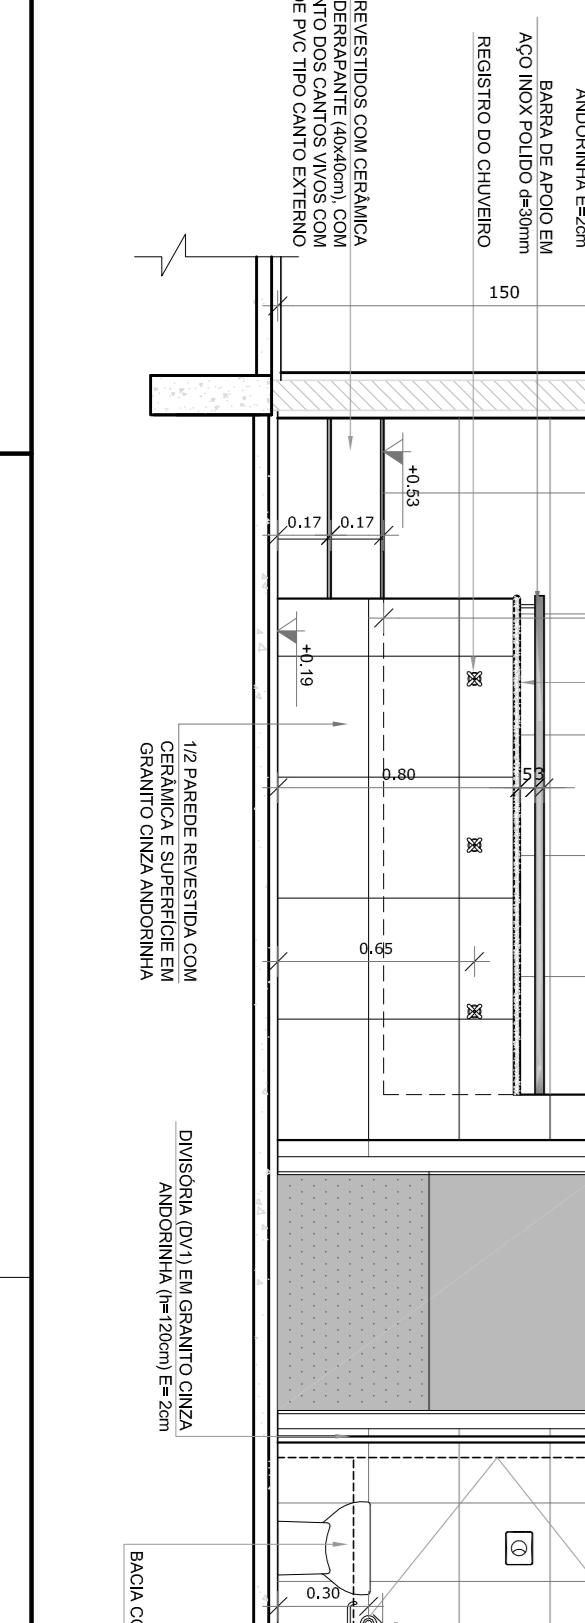 REVESTIDOS COM CERÂMICA
DERRAPANTE (40x40cm), COM
NTO DOS CANTOS VIVOS COM
DE PVC TIPO CANTO EXTERNO
REGISTRO DO CHUVEIRO
BARRA DE APOIO EM
AÇO INOX POLIDO d=30mm
ANDORINHA E=2cm
150
+0.53
0.17
0.17
+0.19
0.80
53
0.65
1/2 PAREDE REVESTIDA COM
CERÂMICA E SUPERFÍCIE EM
GRANITO CINZA ANDORINHA
DIVISÓRIA (DV1) EM GRANITO CINZA
ANDORINHA (h=120cm) E= 2cm
BACIA CO
0.30